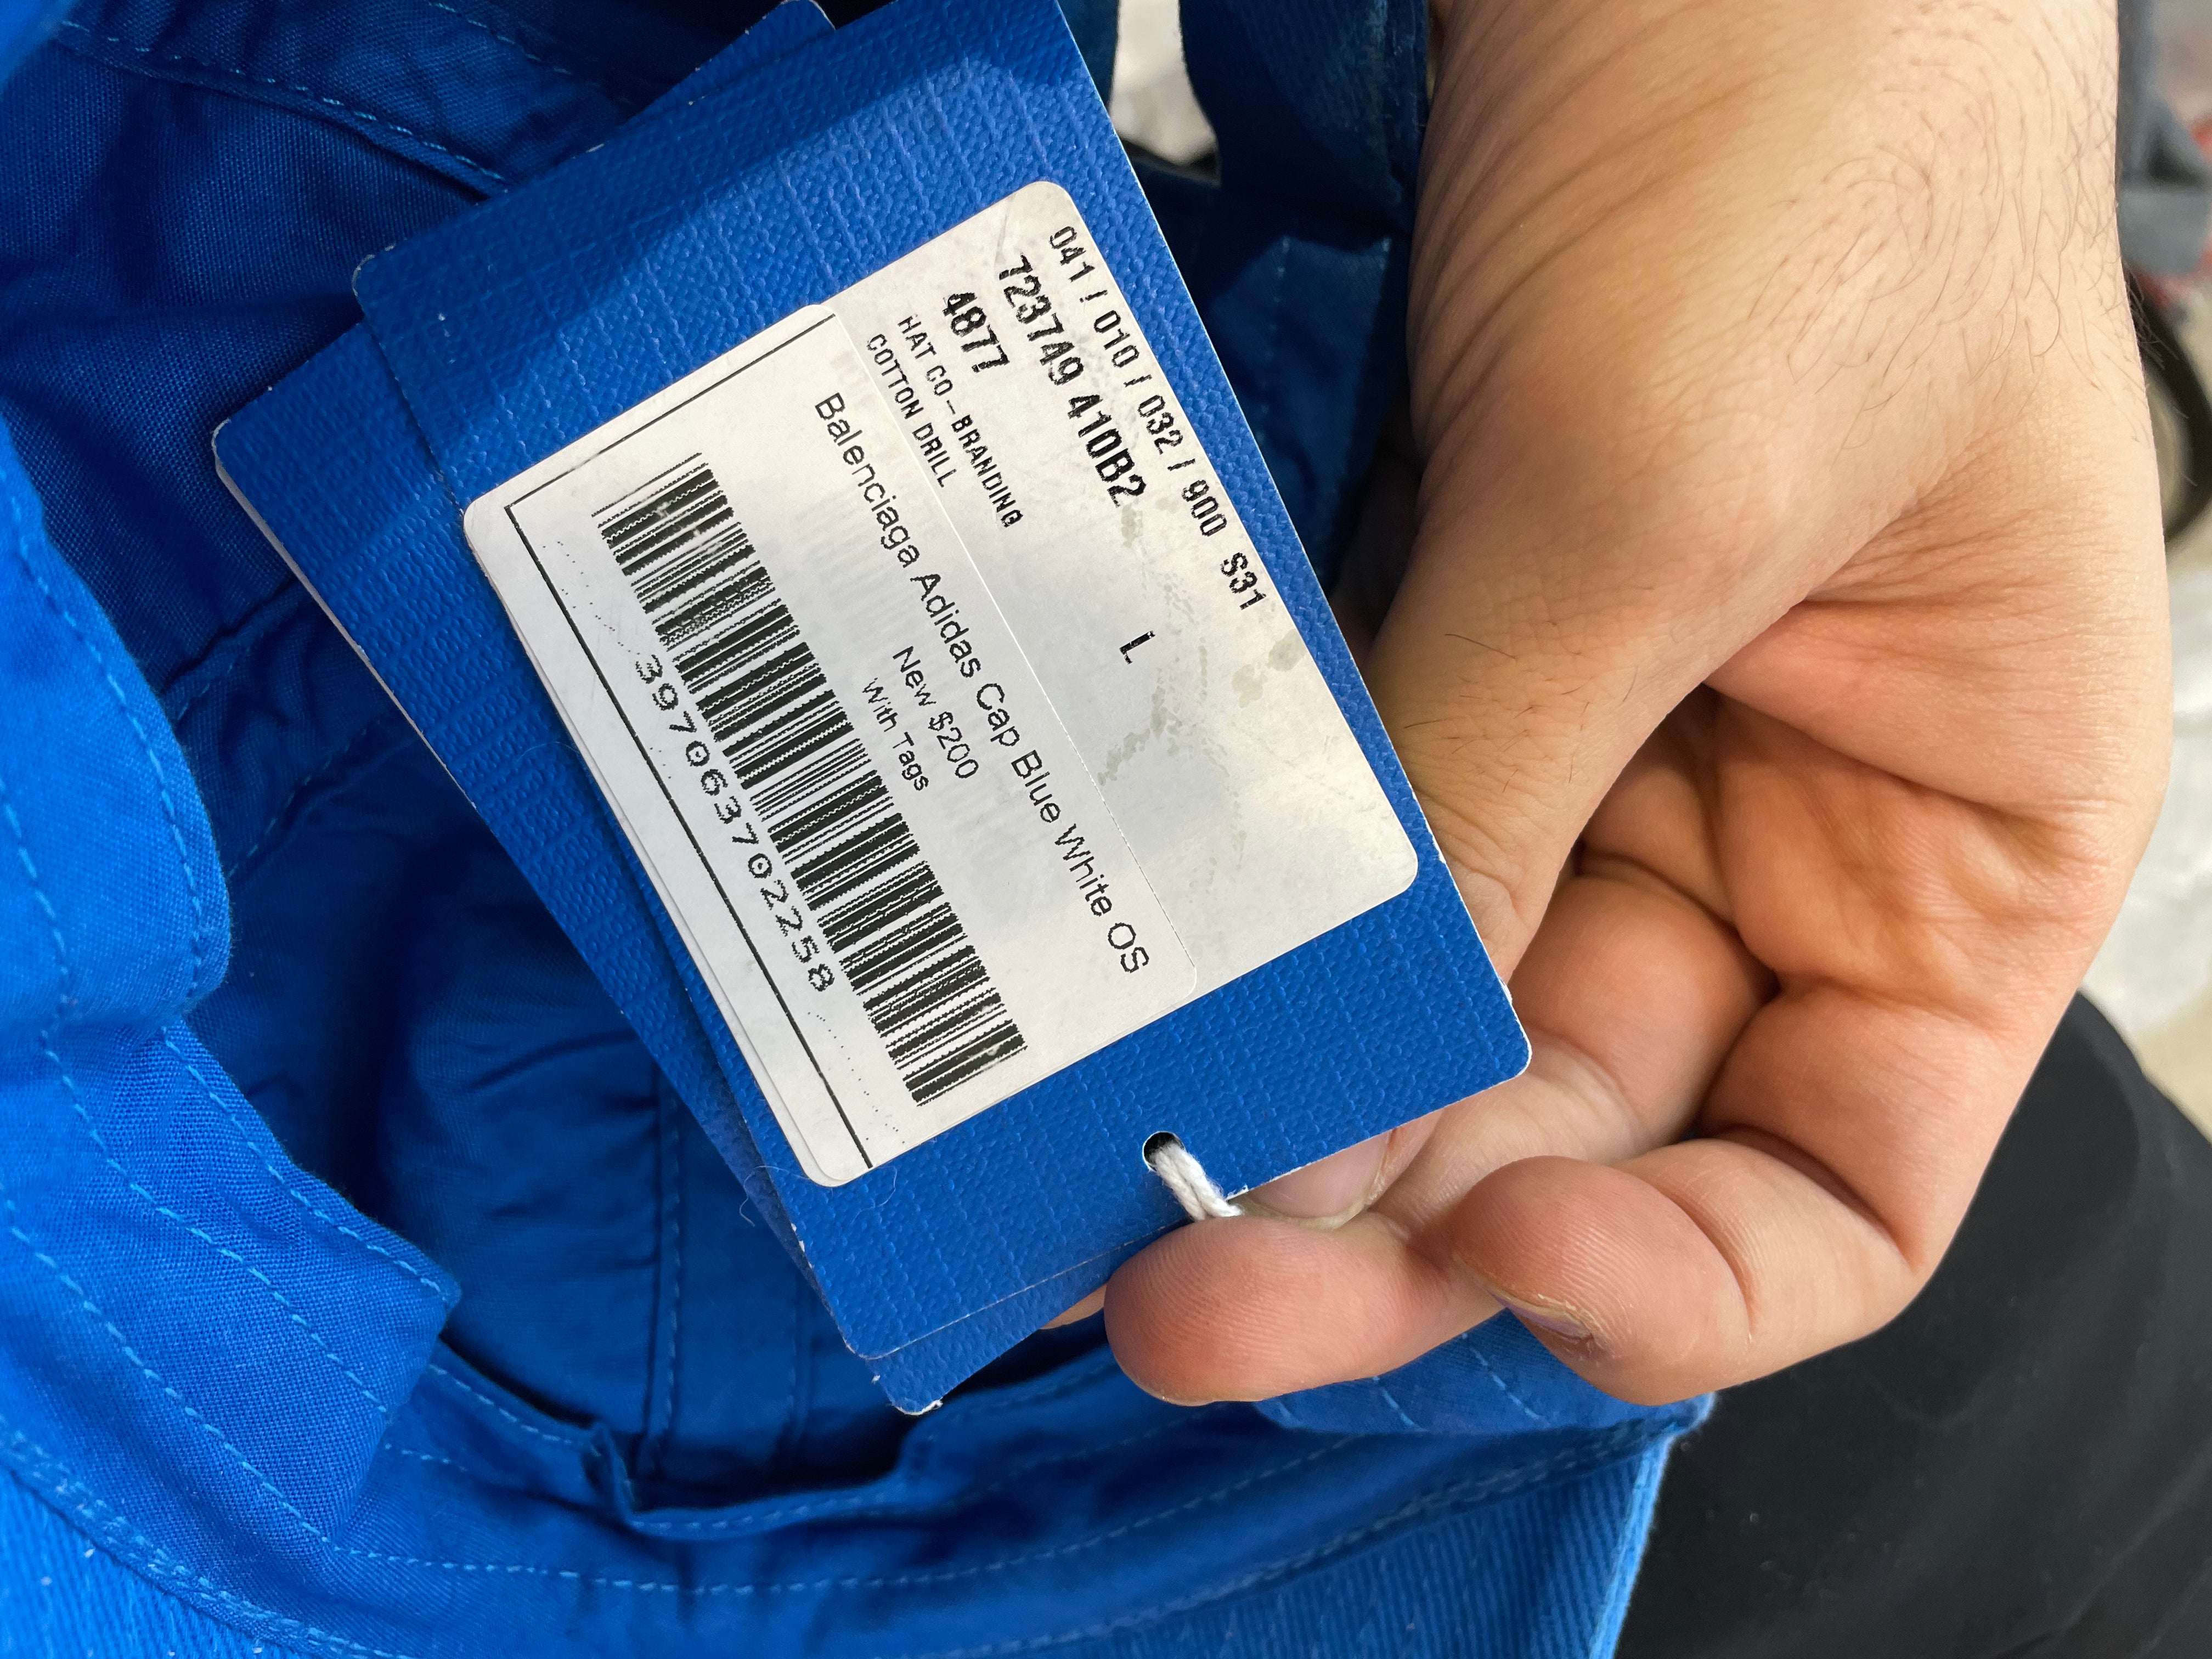 041 / 010 / 032 / 900 S31
723749 410B2 L
4877
HAT CO-BRANDING
COTTON DRILL
Balenciaga Adidas Cap Blue White OS
New $200
With Tags
397063702258